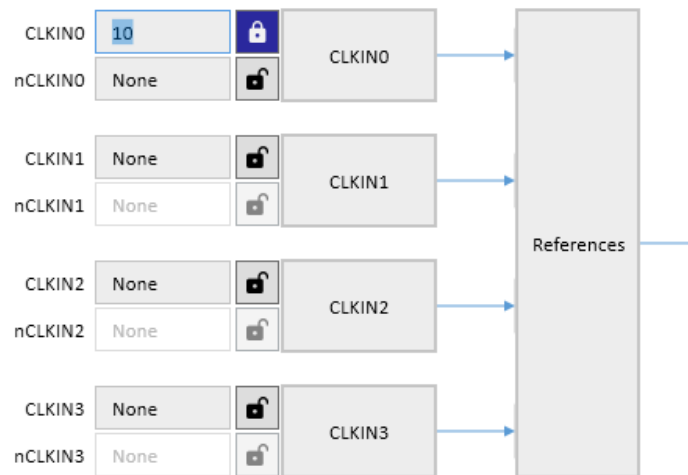 CLKIN0 10
CLKIN0
nCLKIN0 None
CLKIN1 None
CLKIN1
nCLKIN1 None
References
CLKIN2 None
CLKIN2
nCLKIN2 None
CLKIN3 None
CLKIN3
nCLKIN3 None